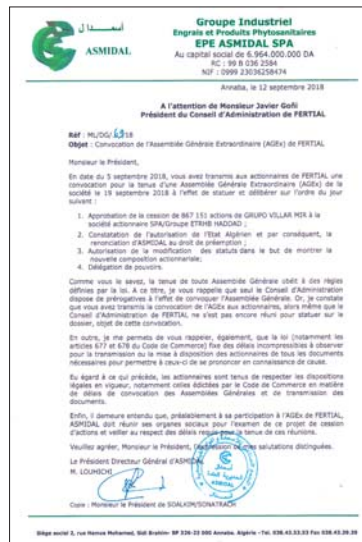 أسمدال
ASMIDAL
Groupe Industriel
Engrais et Produits Phytosanitaires
EPE ASMIDAL SPA
Au capital social de 6.964.000.000 DA
RC : 99 B 036 2584
NIF : 0999 23036258474
Annaba, le 12 septembre 2018
A l'attention de Monsieur Javier Goñi
Président du Conseil d'Administration de FERTIAL
Réf : ML/DG/ /2018
Objet : Convocation de l'Assemblée Générale Extraordinaire (AGEx) de FERTIAL
Monsieur le Président,
En date du 5 septembre 2018, vous avez transmis aux actionnaires de FERTIAL une
convocation pour la tenue d'une Assemblée Générale Extraordinaire (AGEx) de la
société le 19 septembre 2018 à l'effet de statuer et délibérer sur l'ordre du jour
suivant :
1. Approbation de la cession de 867 151 actions de GRUPO VILLAR MIR à la
société actionnaire SPA/Groupe ETRHB HADDAD ;
2. Constatation de l'autorisation de l'Etat Algérien et par conséquent, la
renonciation d'ASMIDAL au droit de préemption ;
3. Autorisation de la modification des statuts dans le but de montrer la
nouvelle composition actionnariale;
4. Délégation de pouvoirs.
Comme vous le savez, la tenue de toute Assemblée Générale obéit à des règles
définies par la loi. A ce titre, je vous rappelle que seul le Conseil d'Administration
dispose de prérogatives à l'effet de convoquer l'Assemblée Générale. Or, je constate
que vous avez transmis la convocation de l'AGEx aux actionnaires, alors même que le
Conseil d'Administration de FERTIAL ne s'est pas encore réuni pour statuer sur le
dossier, objet de cette convocation.
En outre, je me permets de vous rappeler, également, que la loi (notamment les
articles 677 et 678 du Code de Commerce) fixe des délais incompressibles à observer
pour la transmission ou la mise à disposition des actionnaires de tous les documents
nécessaires pour permettre à ceux-ci de se prononcer en connaissance de cause.
Eu égard à ce qui précède, les actionnaires sont tenus de respecter les dispositions
légales en vigueur, notamment celles édictées par le Code de Commerce en matière
de délais de convocation des Assemblées Générales et de transmission des
documents.
Enfin, il demeure entendu que, préalablement à sa participation à l'AGEx de FERTIAL,
ASMIDAL doit réunir ses organes sociaux pour l'examen de ce projet de cession
d'actions et veiller au respect des délais requis pour la tenue de ces réunions.
Veuillez agréer, Monsieur le Président, l'expression de mes salutations distinguées.
Le Président Directeur Général d'ASMIDAL
M. LOUHICHI
Copie : Monsieur le Président de SOALKIM/SONATRACH